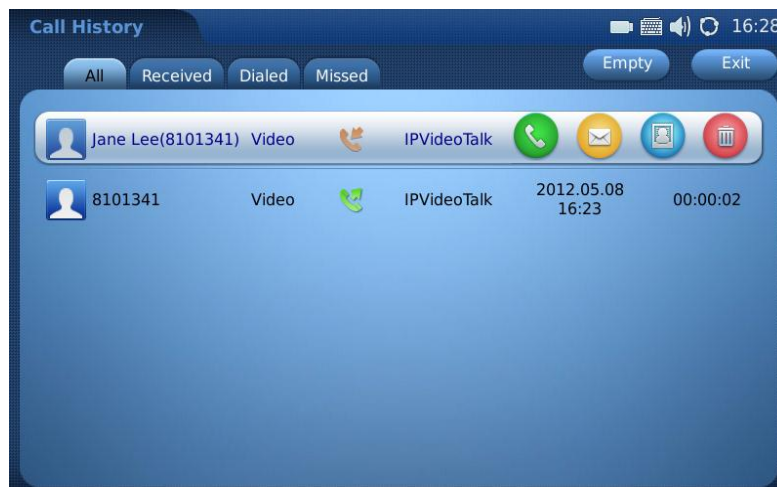 Call History 16:28
All Received Dialed Missed Empty Exit
Jane Lee(8101341) Video IPVideoTalk
8101341 Video IPVideoTalk 2012.05.08 00:00:02
16:23